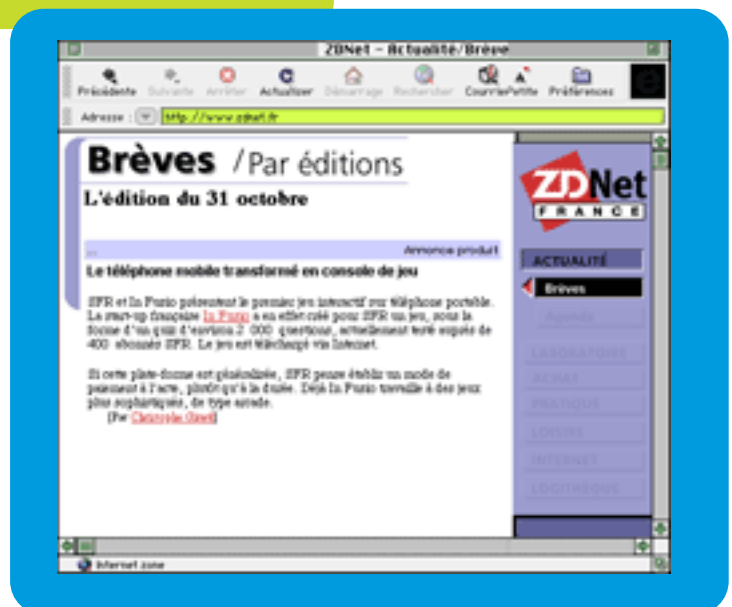 ZDNet - Actualité/Brève
Précédente Suivante Arrêter Actualiser Démarrage Rechercher Courrier Petite Préférences
Adresse : http://www.zdnet.fr
Brèves / Par éditions
L'édition du 31 octobre
... Annonce produit
Le téléphone mobile transformé en console de jeu
SFR et In Fusio présentent le premier jeu interactif sur téléphone portable.
La start-up française In Fusio a en effet créé pour SFR un jeu, sous la
forme d'un quiz d'environ 2 000 questions, actuellement testé auprès de
400 abonnés SFR. Le jeu est téléchargé via Internet.
Si cette plate-forme est généralisée, SFR pense établir un mode de
paiement à l'acte, plutôt qu'à la durée. Déjà In Fusio travaille à des jeux
plus sophistiqués, de type arcade.
(Par Christophe
ZDNet
FRANCE
ACTUALITÉ
Brèves
Agenda
LABORATOIRE
ACHAT
PRATIQUE
LOISIRS
INTERNET
LOGITHÈQUE
Internet zone